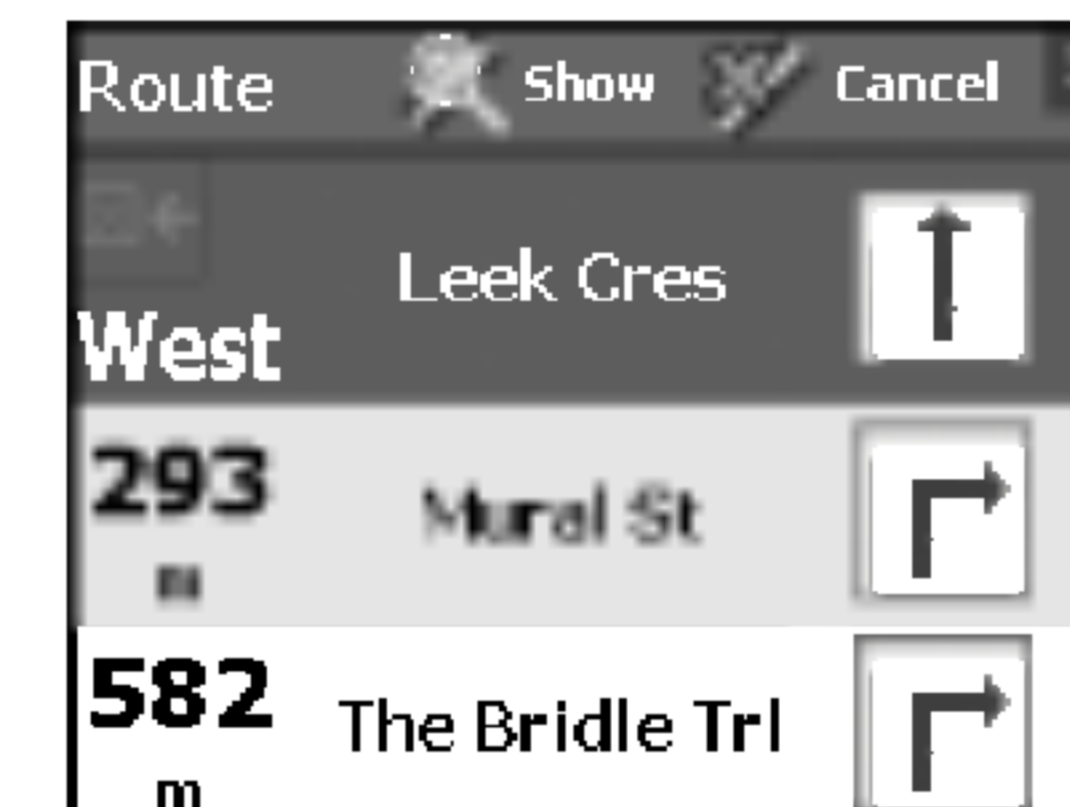 Route Show Cancel
Leek Cres
West
293
Mural St
m
582
The Bridle Trl
m